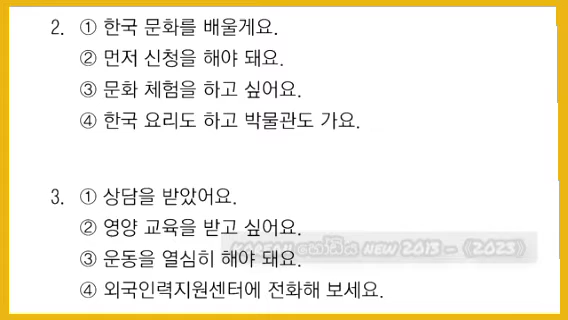 2. ① 한국 문화를 배울게요.
② 먼저 신청을 해야 돼요.
③ 문화 체험을 하고 싶어요.
④ 한국 요리도 하고 박물관도 가요.
3. ① 상담을 받았어요.
② 영양 교육을 받고 싶어요.
KOREAN NEW 2013 - 《2023》
③ 운동을 열심히 해야 돼요.
④ 외국인력지원센터에 전화해 보세요.